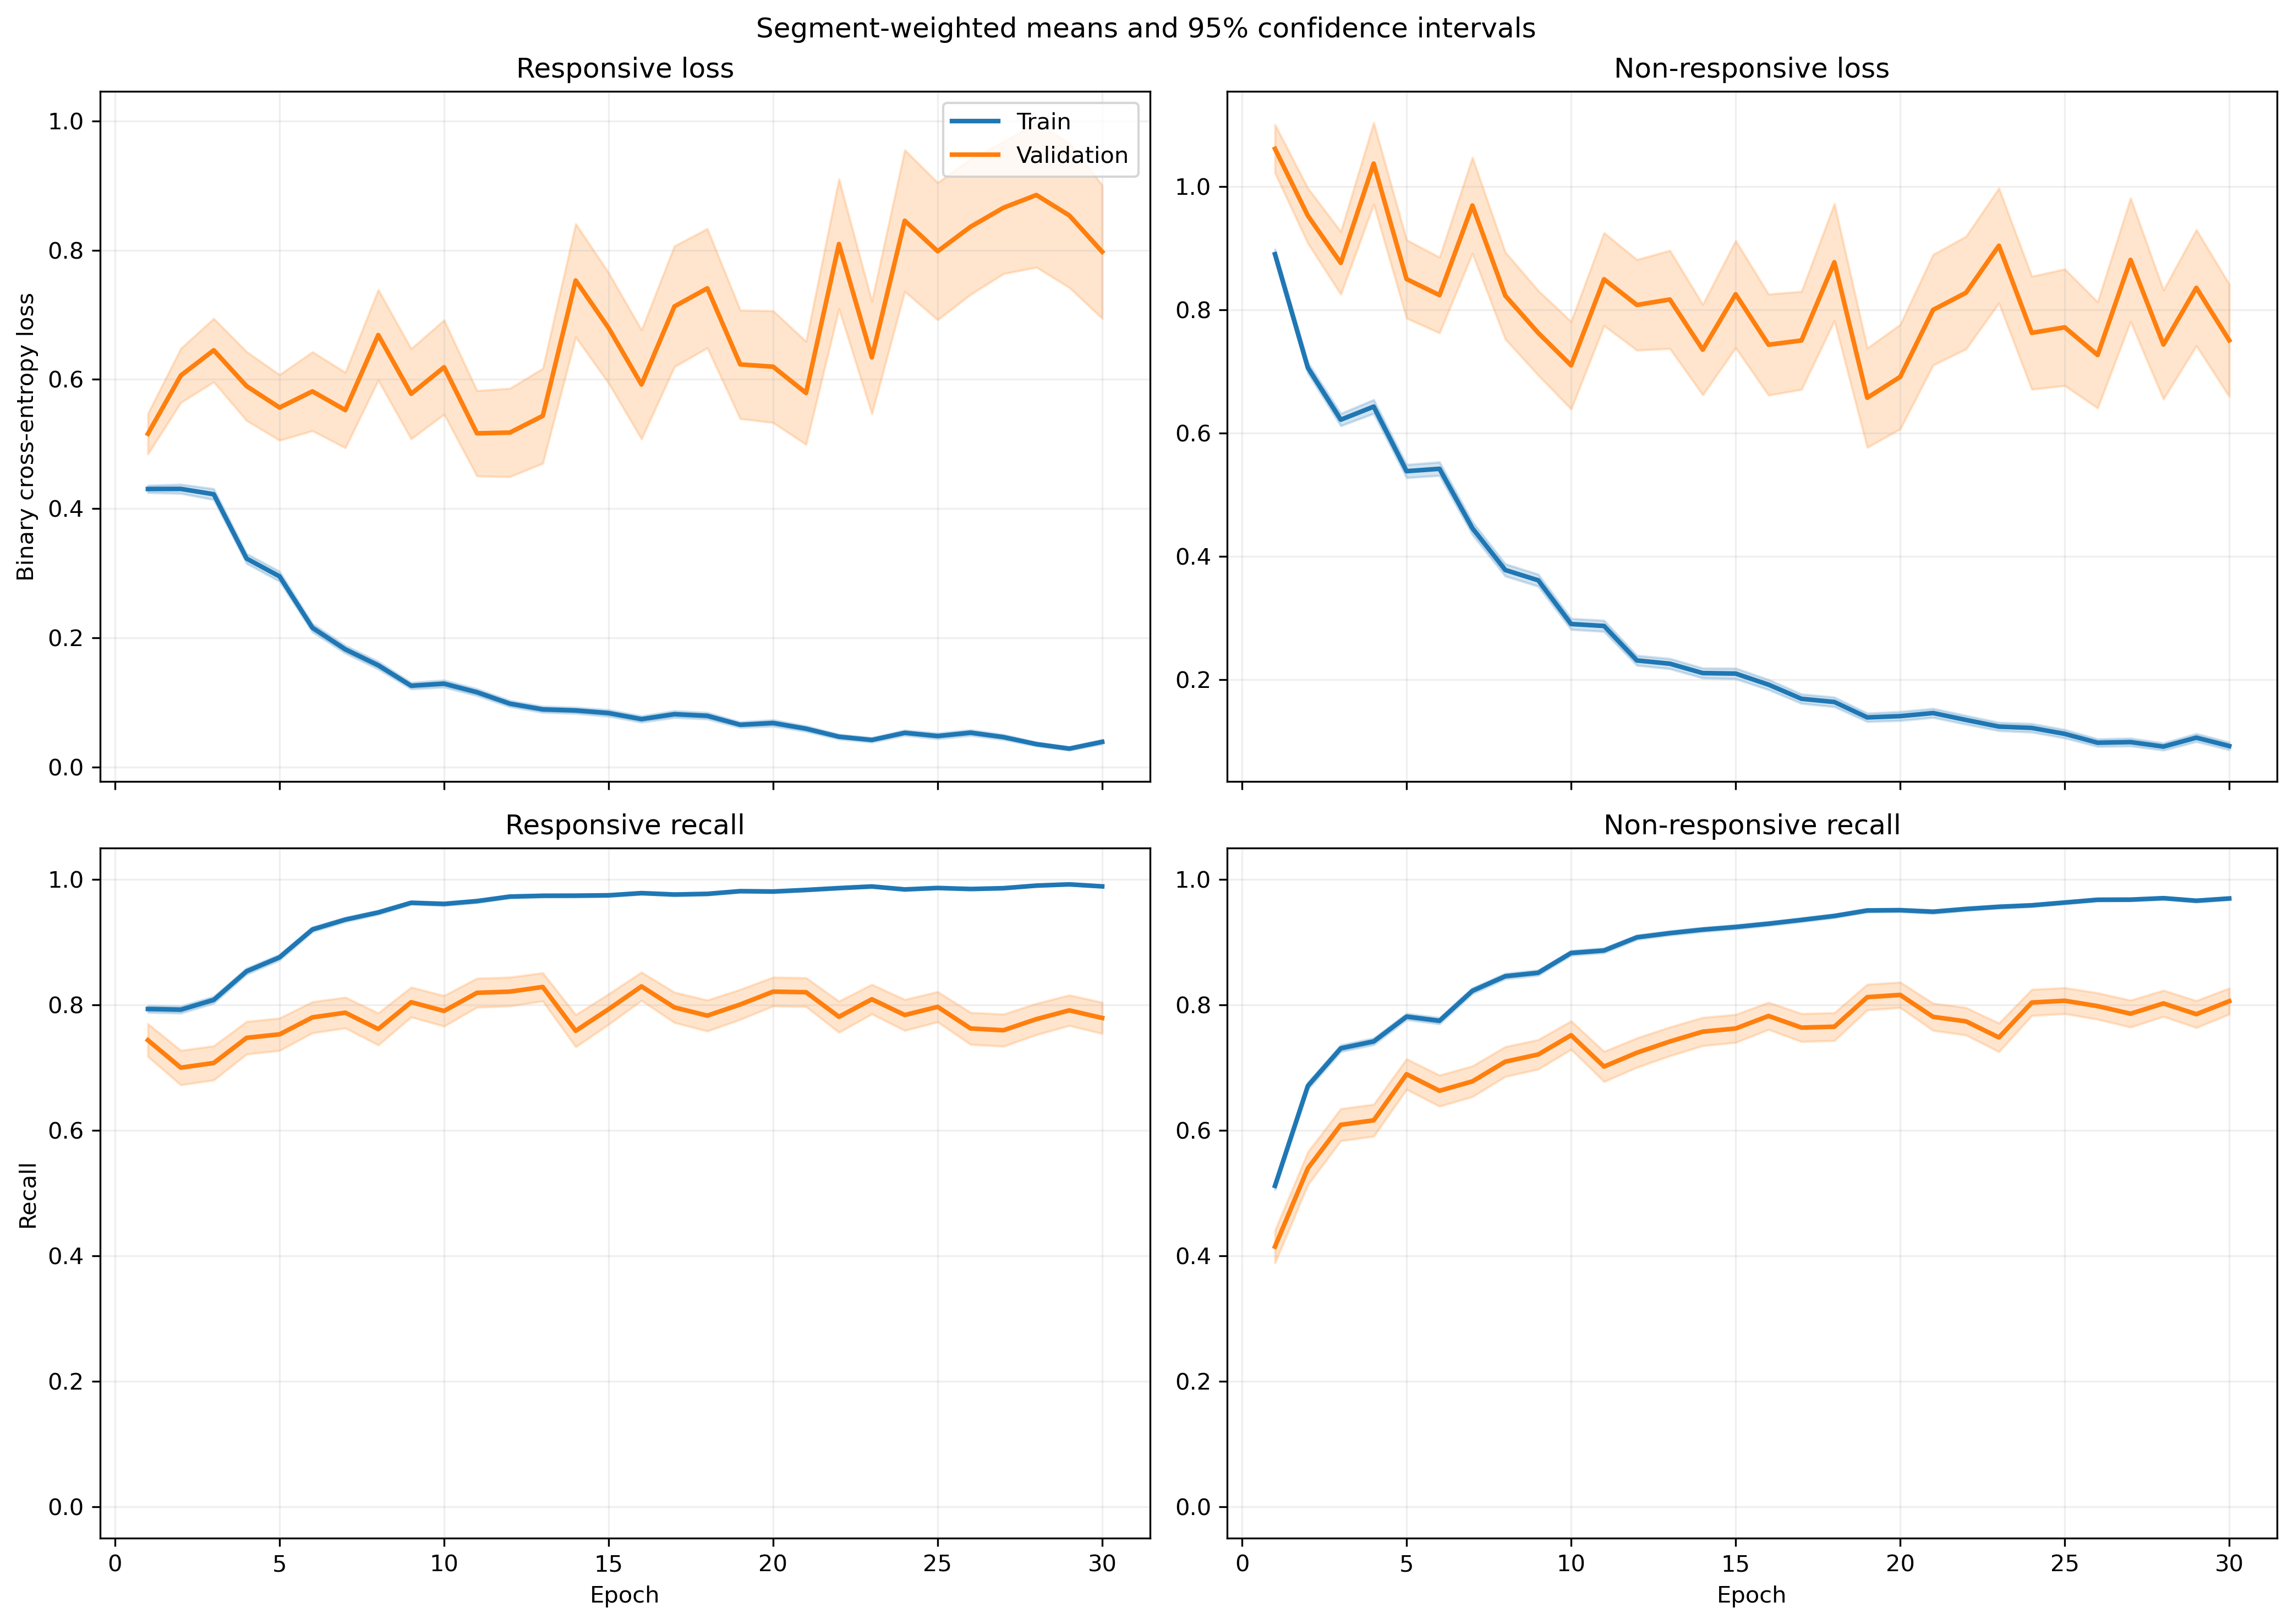 Segment-weighted means and 95% confidence intervals
Responsive loss
Non-responsive loss
Train
Validation
1.0
0.8
0.6
0.4
0.2
0.0
Binary cross-entropy loss
1.0
0.8
0.6
0.4
0.2
Responsive recall
Non-responsive recall
1.0
0.8
0.6
0.4
0.2
0.0
Recall
0 5 10 15 20 25 30
Epoch
1.0
0.8
0.6
0.4
0.2
0.0
0 5 10 15 20 25 30
Epoch